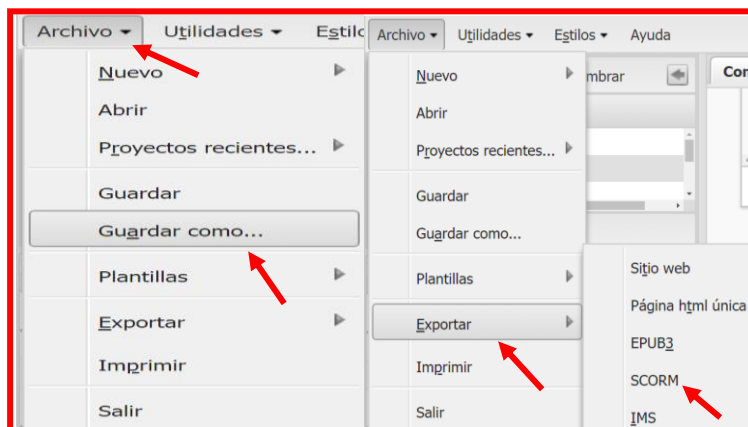 Archivo Utilidades Estilo
Nuevo
Abrir
Proyectos recientes...
Guardar
Guardar como...
Plantillas
Exportar
Imprimir
Salir
Archivo Utilidades Estilos Ayuda
Nuevo
Abrir
Proyectos recientes...
Guardar
Guardar como...
Plantillas
Exportar
Imprimir
Salir
mbrar
Con
Sitio web
Página html única
EPUB3
SCORM
IMS